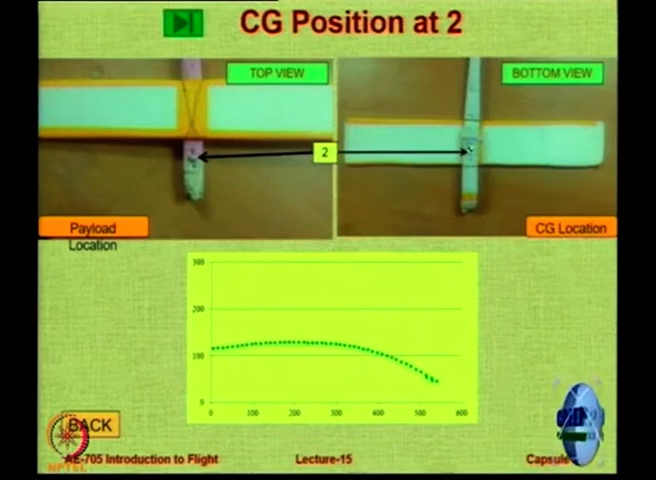 CG Position at 2
TOP VIEW
BOTTOM VIEW
2
Payload
Location
CG Location
300
200
100
0
0 100 200 300 400 500 600
BACK
NPTEL
AE-705 Introduction to Flight
Lecture-15
Capsule